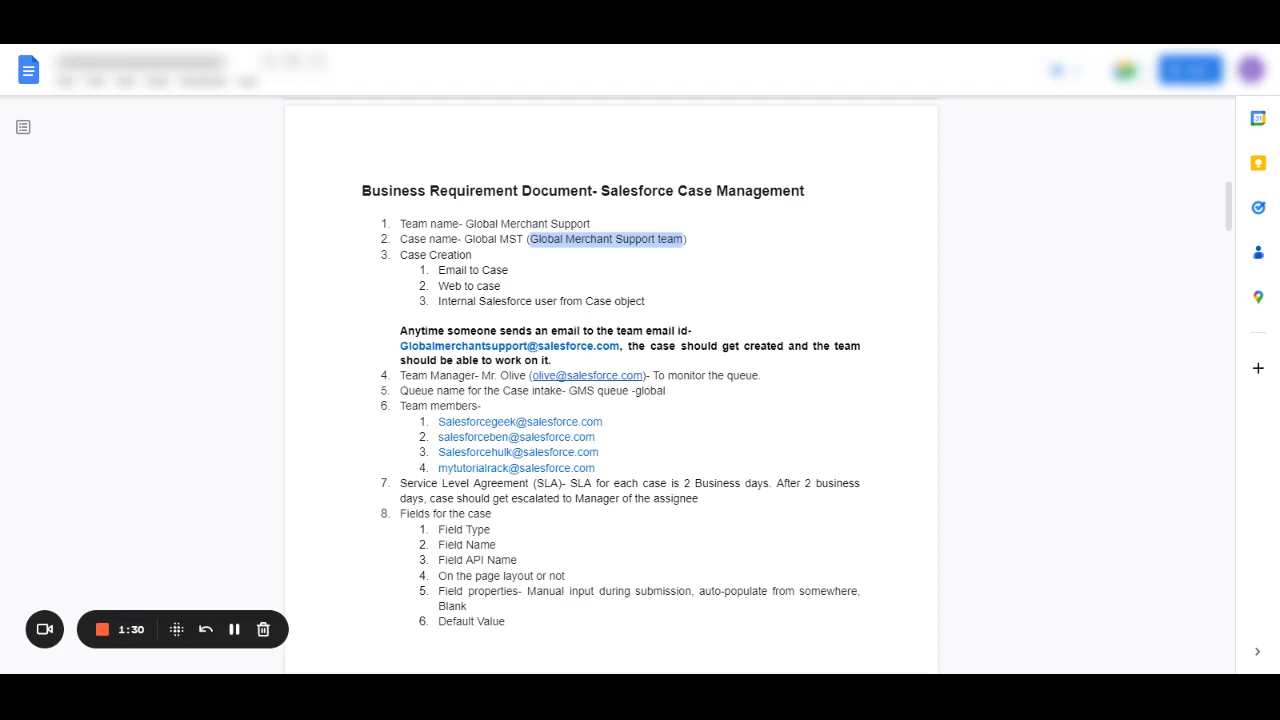 Business Requirement Document- Salesforce Case Management
1. Team name- Global Merchant Support
2. Case name- Global MST (Global Merchant Support team)
3. Case Creation
1. Email to Case
2. Web to case
3. Internal Salesforce user from Case object
Anytime someone sends an email to the team email id-
Globalmerchantsupport@salesforce.com, the case should get created and the team
should be able to work on it.
4. Team Manager- Mr. Olive (olive@salesforce.com)- To monitor the queue.
5. Queue name for the Case intake- GMS queue -global
6. Team members-
1. Salesforcegeek@salesforce.com
2. salesforceben@salesforce.com
3. Salesforcehulk@salesforce.com
4. mytutorialrack@salesforce.com
7. Service Level Agreement (SLA)- SLA for each case is 2 Business days. After 2 business
days, case should get escalated to Manager of the assignee
8. Fields for the case
1. Field Type
2. Field Name
3. Field API Name
4. On the page layout or not
5. Field properties- Manual input during submission, auto-populate from somewhere,
Blank
6. Default Value
1:30
31